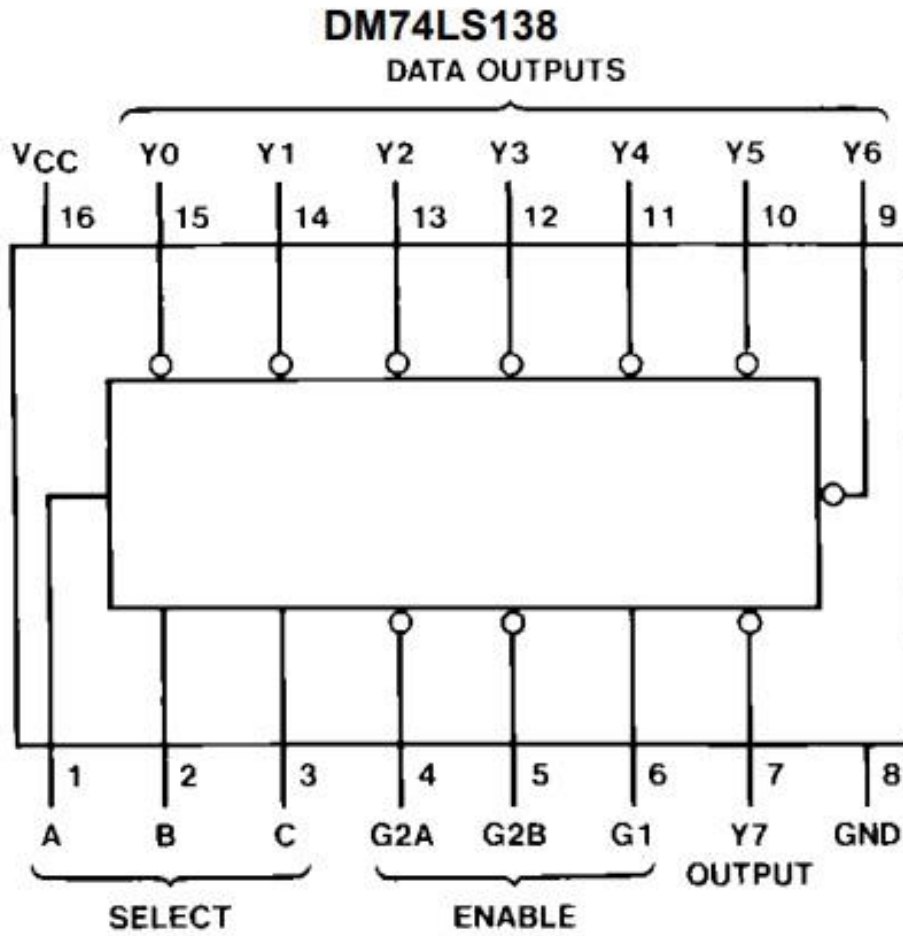 DM74LS138
DATA OUTPUTS
VCC Y0 Y1 Y2 Y3 Y4 Y5 Y6
16 15 14 13 12 11 10 9
1 2 3 4 5 6 7 8
A B C G2A G2B G1 Y7 GND
OUTPUT
SELECT ENABLE